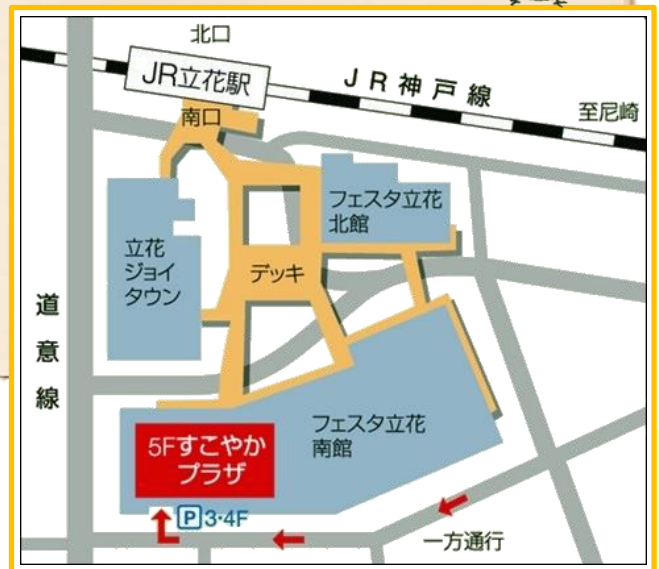 北口
JR立花駅
JR神戸線
至尼崎
南口
フェスタ立花
北館
立花
ジョイ
タウン
デッキ
道意線
フェスタ立花
南館
5Fすこやか
プラザ
P3・4F
一方通行